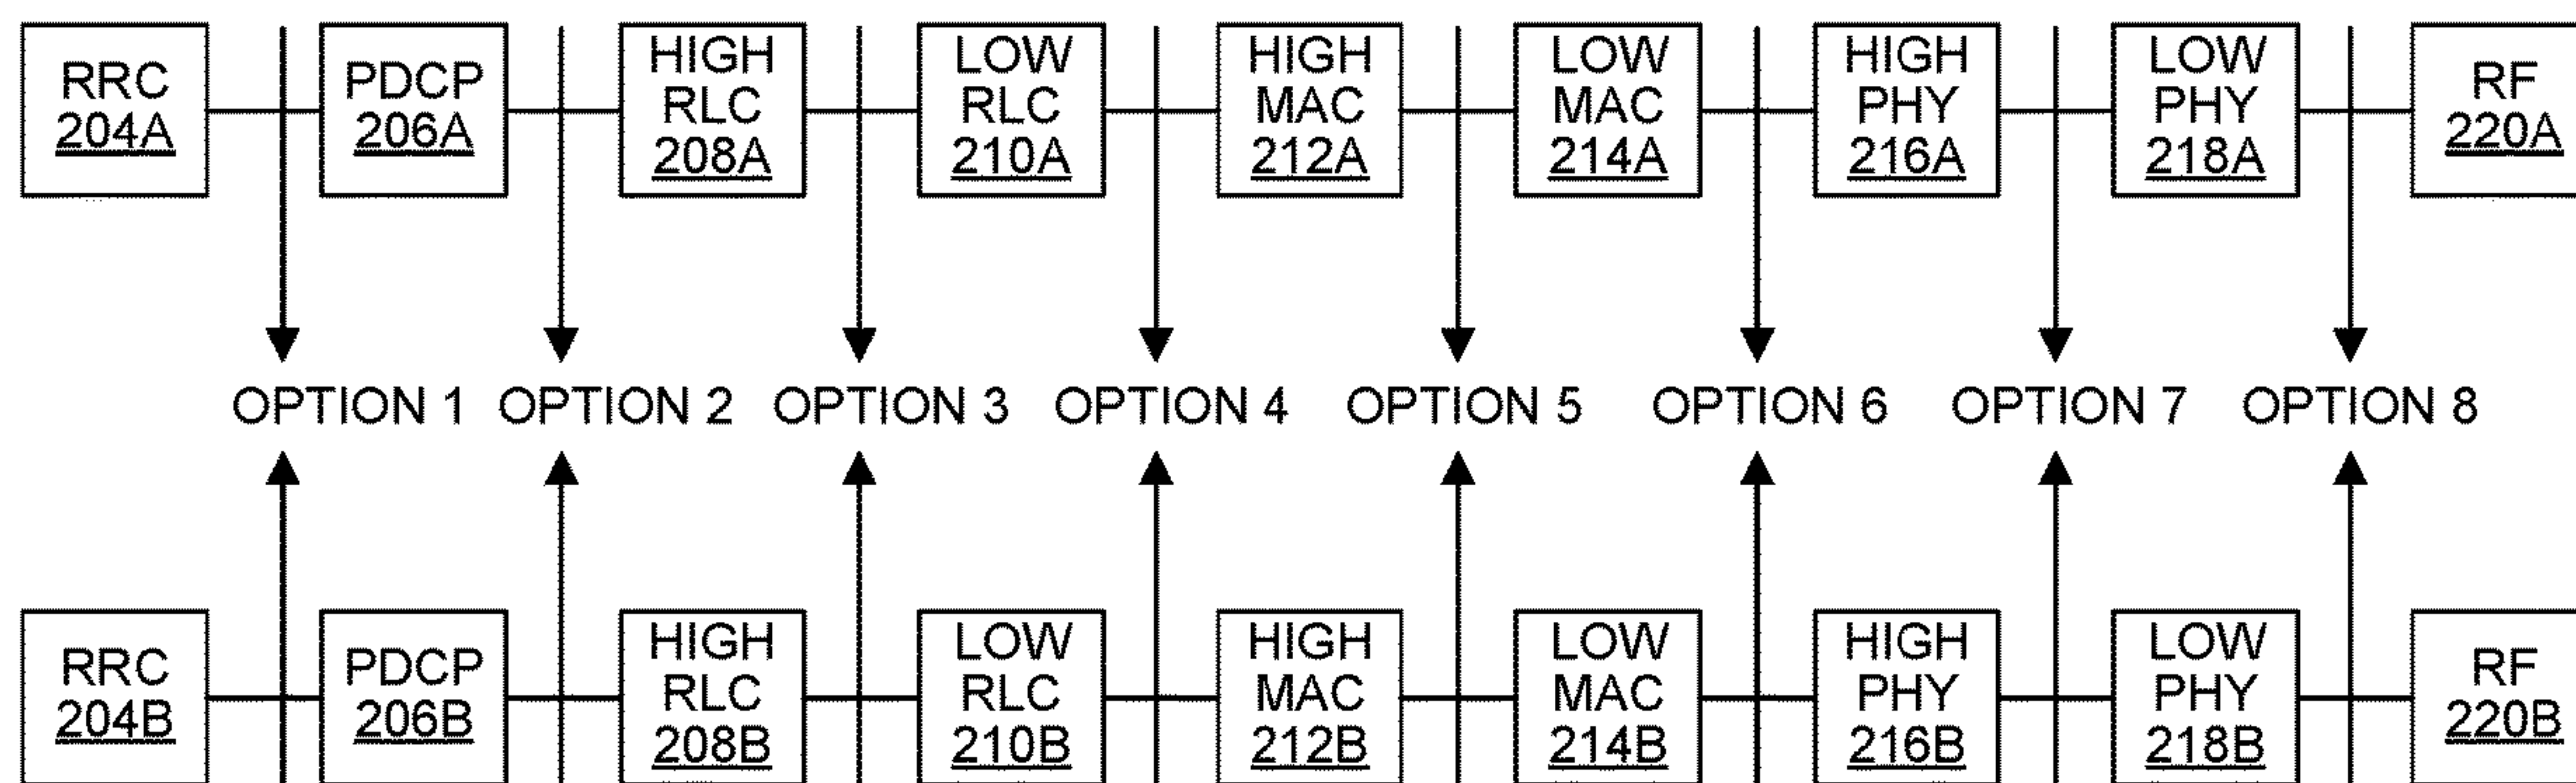 RRC
204A
PDCP
206A
HIGH
RLC
208A
LOW
RLC
210A
HIGH
MAC
212A
LOW
MAC
214A
HIGH
PHY
216A
LOW
PHY
218A
RF
220A
OPTION 1
OPTION 2
OPTION 3
OPTION 4
OPTION 5
OPTION 6
OPTION 7
OPTION 8
RRC
204B
PDCP
206B
HIGH
RLC
208B
LOW
RLC
210B
HIGH
MAC
212B
LOW
MAC
214B
HIGH
PHY
216B
LOW
PHY
218B
RF
220B